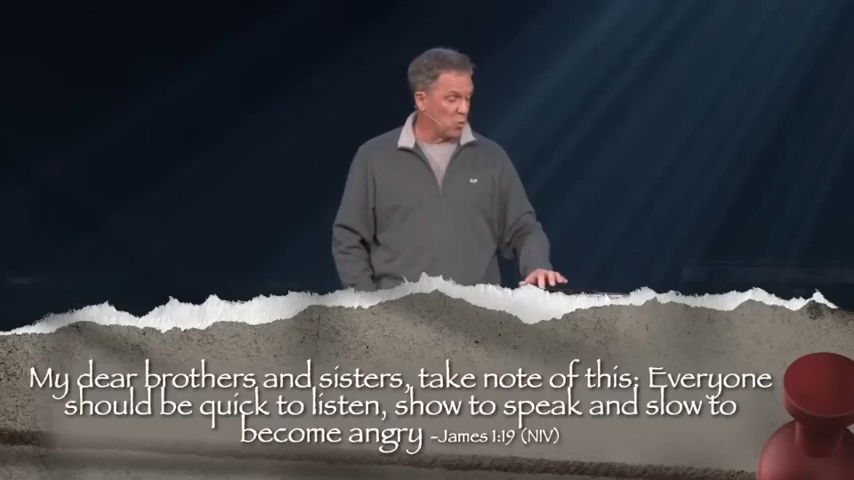 My dear brothers and sisters, take note of this: Everyone
should be quick to listen, show to speak and slow to
become angry -James 1:19 (NIV)